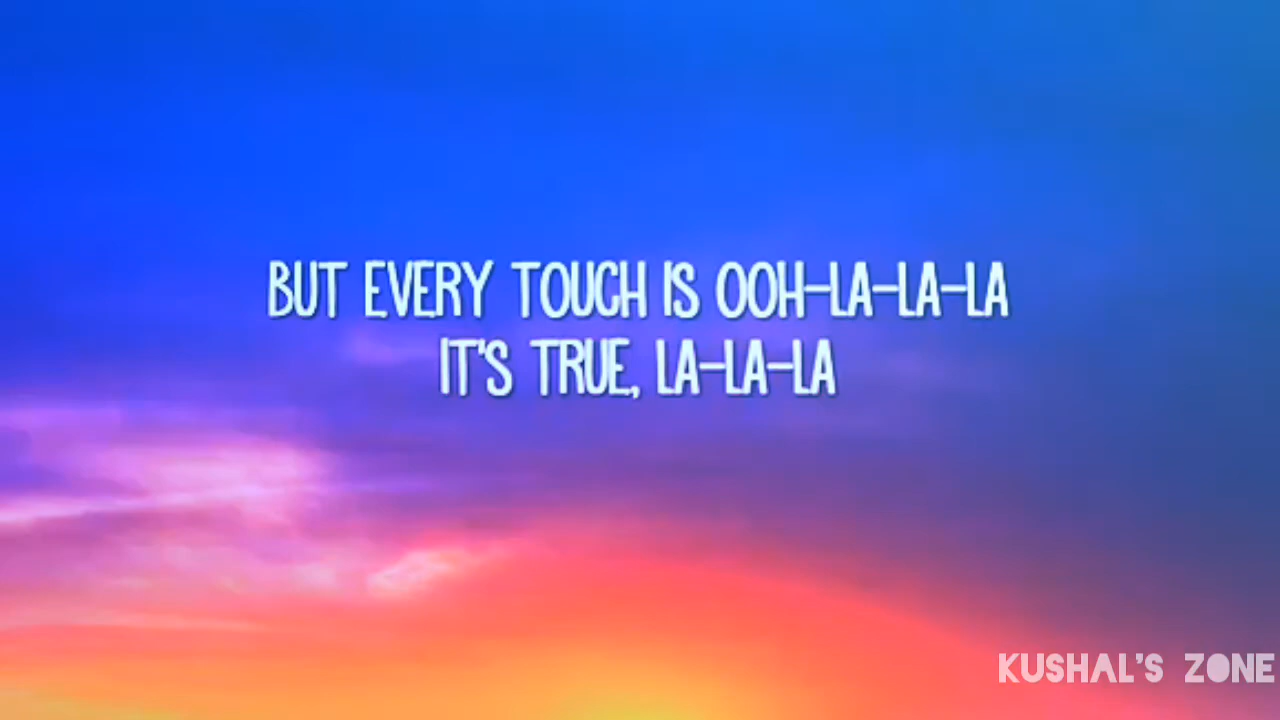 BUT EVERY TOUCH IS OOH-LA-LA-LA
IT'S TRUE, LA-LA-LA
KUSHAL'S ZONE